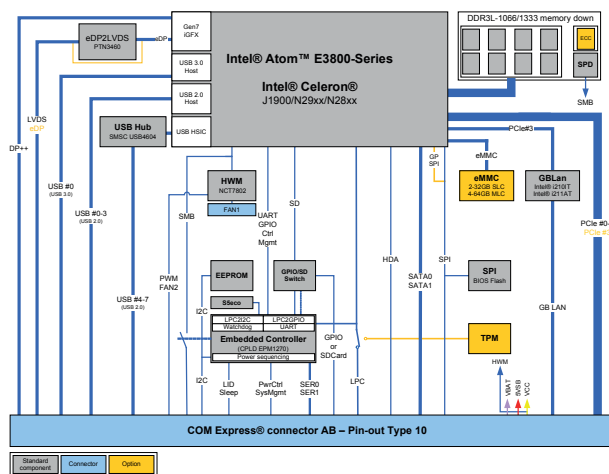 Gen7
iGFX
eDP2LVDS
PTN3460
eDP
Intel® Atom™ E3800-Series
Intel® Celeron®
J1900/N29xx/N28xx
DDR3L-1066/1333 memory down
ECC
SPD
SMB
USB 3.0
Host
USB 2.0
Host
USB HSIC
USB Hub
SMSC USB4604
DP++
LVDS
eDP
USB #0
(USB 3.0)
USB #0-3
(USB 2.0)
USB #4-7
(USB 2.0)
HWM
NCT7802
FAN1
SMB
PWM
FAN2
UART
GPIO
Ctrl
Mgmt
SD
GP
SPI
eMMC
PCIe#3
eMMC
2-32GB SLC
4-64GB MLC
GBLan
Intel® i210IT
Intel® i211AT
PCIe #0-
PCIe #3
EEPROM
GPIO/SD
Switch
S5eco
I2C
LPC2I2C
LPC2GPIO
Watchdog
UART
Embedded Controller
(CPLD EPM1270)
Power sequencing
HDA
SATA0
SATA1
SPI
SPI
BIOS Flash
GB LAN
TPM
GPIO
or
SDCard
LPC
I2C
LID
Sleep
PwrCtrl
SysMgmt
SER0
SER1
HWM
VBAT
5VSB
VCC
COM Express® connector AB – Pin-out Type 10
Standard
component
Connector
Option